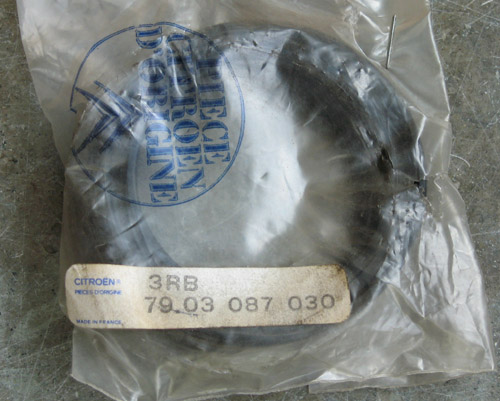 PIECE
CITROEN
D'ORIGINE
CITROËN®
PIECES D'ORIGINE
MADE IN FRANCE
3RB
79.03 087 030